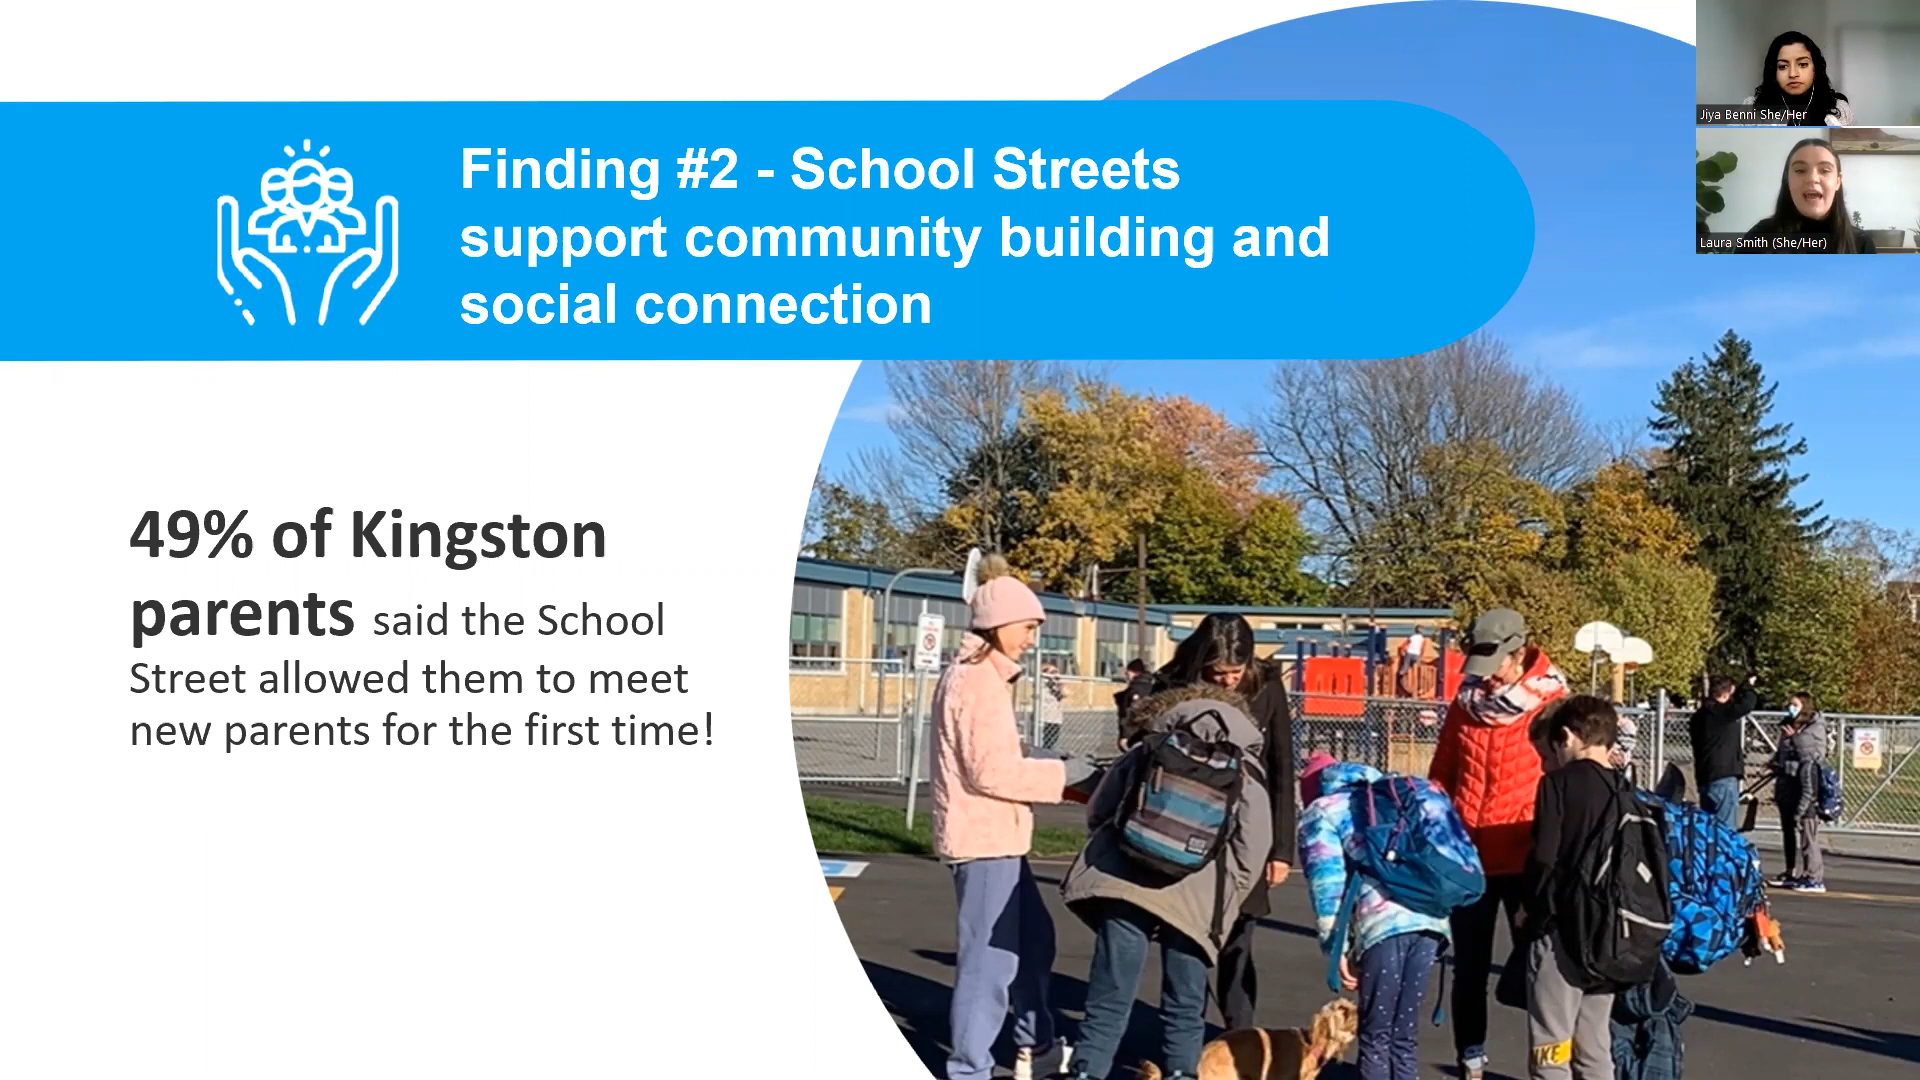 Finding #2 - School Streets
support community building and
social connection
49% of Kingston
parents said the School
Street allowed them to meet
new parents for the first time!
Jiya Benni She/Her
Laura Smith (She/Her)